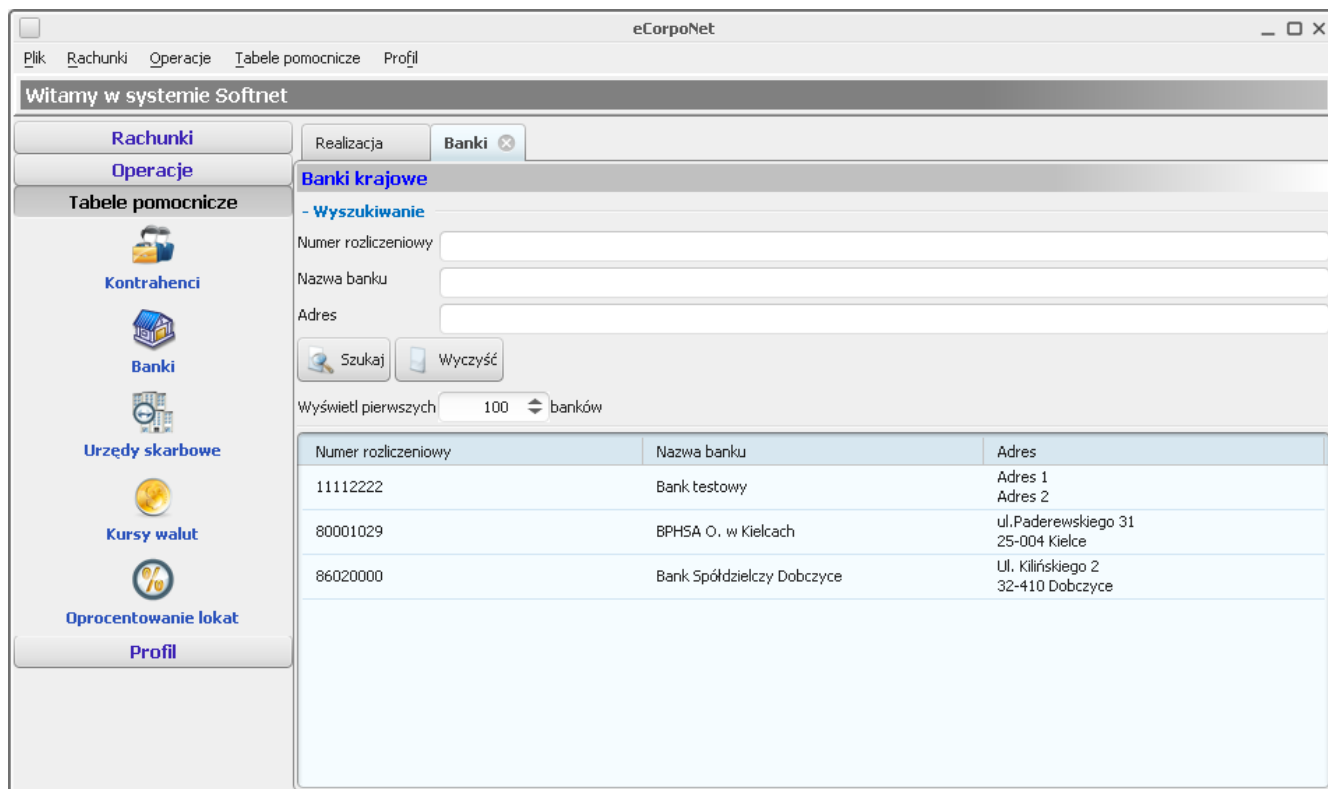 eCorpoNet
Plik Rachunki Operacje Tabele pomocnicze Profil
Witamy w systemie Softnet
Rachunki
Operacje
Tabele pomocnicze
Kontrahenci
Banki
Urzędy skarbowe
Kursy walut
Oprocentowanie lokat
Profil
Realizacja Banki
Banki krajowe
- Wyszukiwanie
Numer rozliczeniowy
Nazwa banku
Adres
Szukaj Wyczyść
Wyświetl pierwszych 100 banków
Numer rozliczeniowy Nazwa banku Adres
11112222 Bank testowy Adres 1
Adres 2
80001029 BPHSA O. w Kielcach ul.Paderewskiego 31
25-004 Kielce
86020000 Bank Spółdzielczy Dobczyce Ul. Kilińskiego 2
32-410 Dobczyce